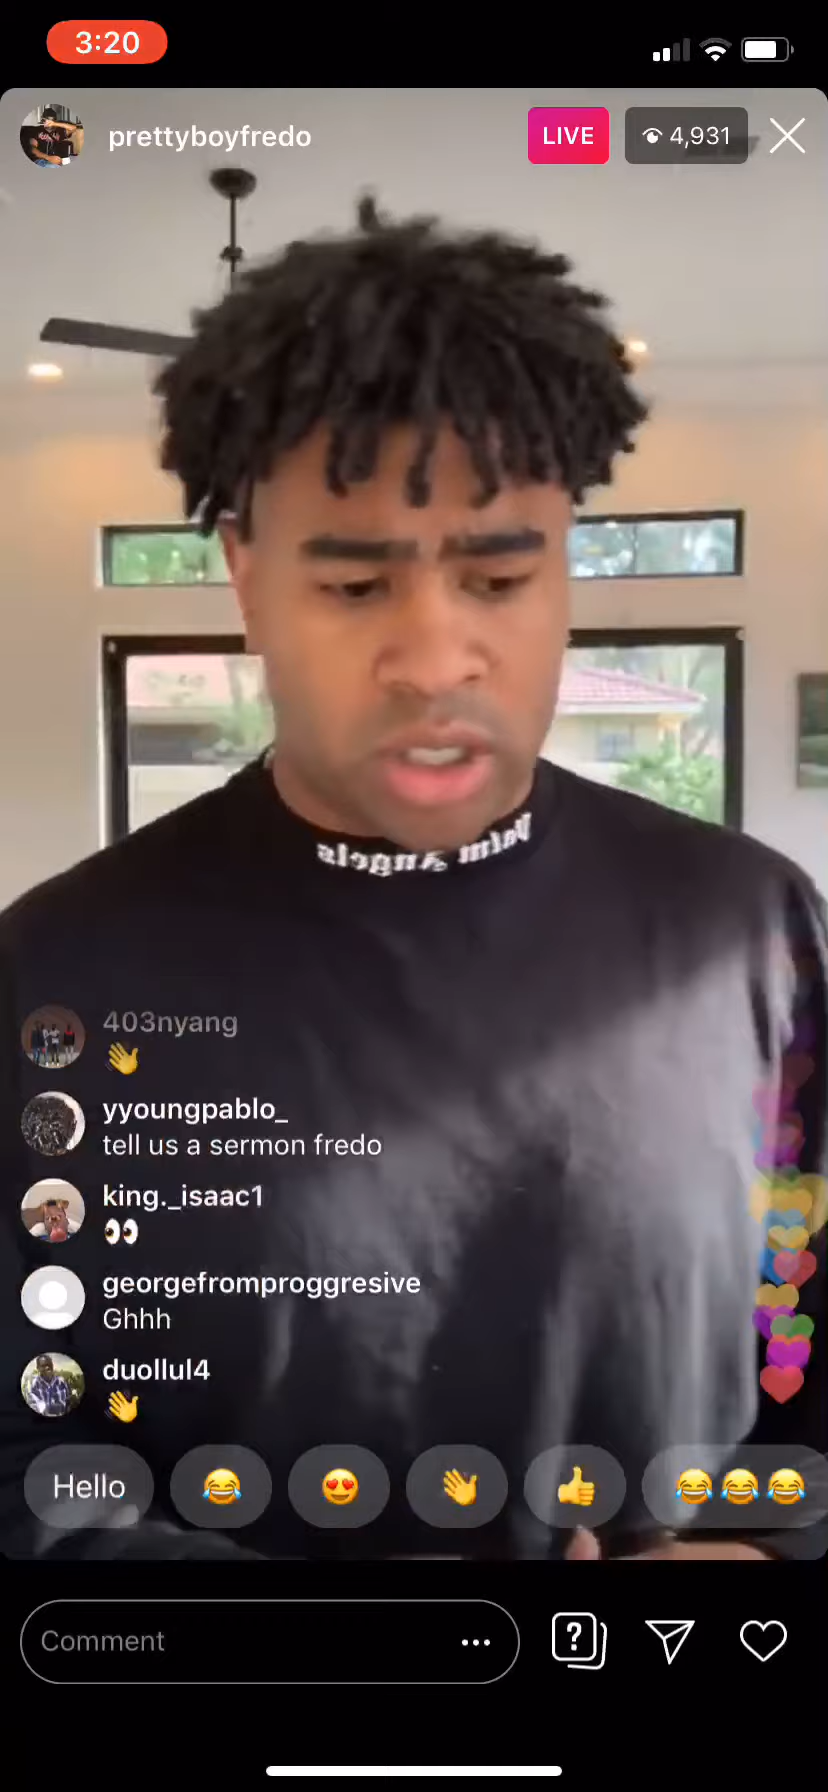 3:20
prettyboyfredo
LIVE
4,931
Palm Angels
403nyang
👋
yyoungpablo_
tell us a sermon fredo
king._isaac1
👀
georgefromproggresive
Ghhh
duollul4
👋
Hello
😂
😍
👋
👍
😂😂😂
Comment
?